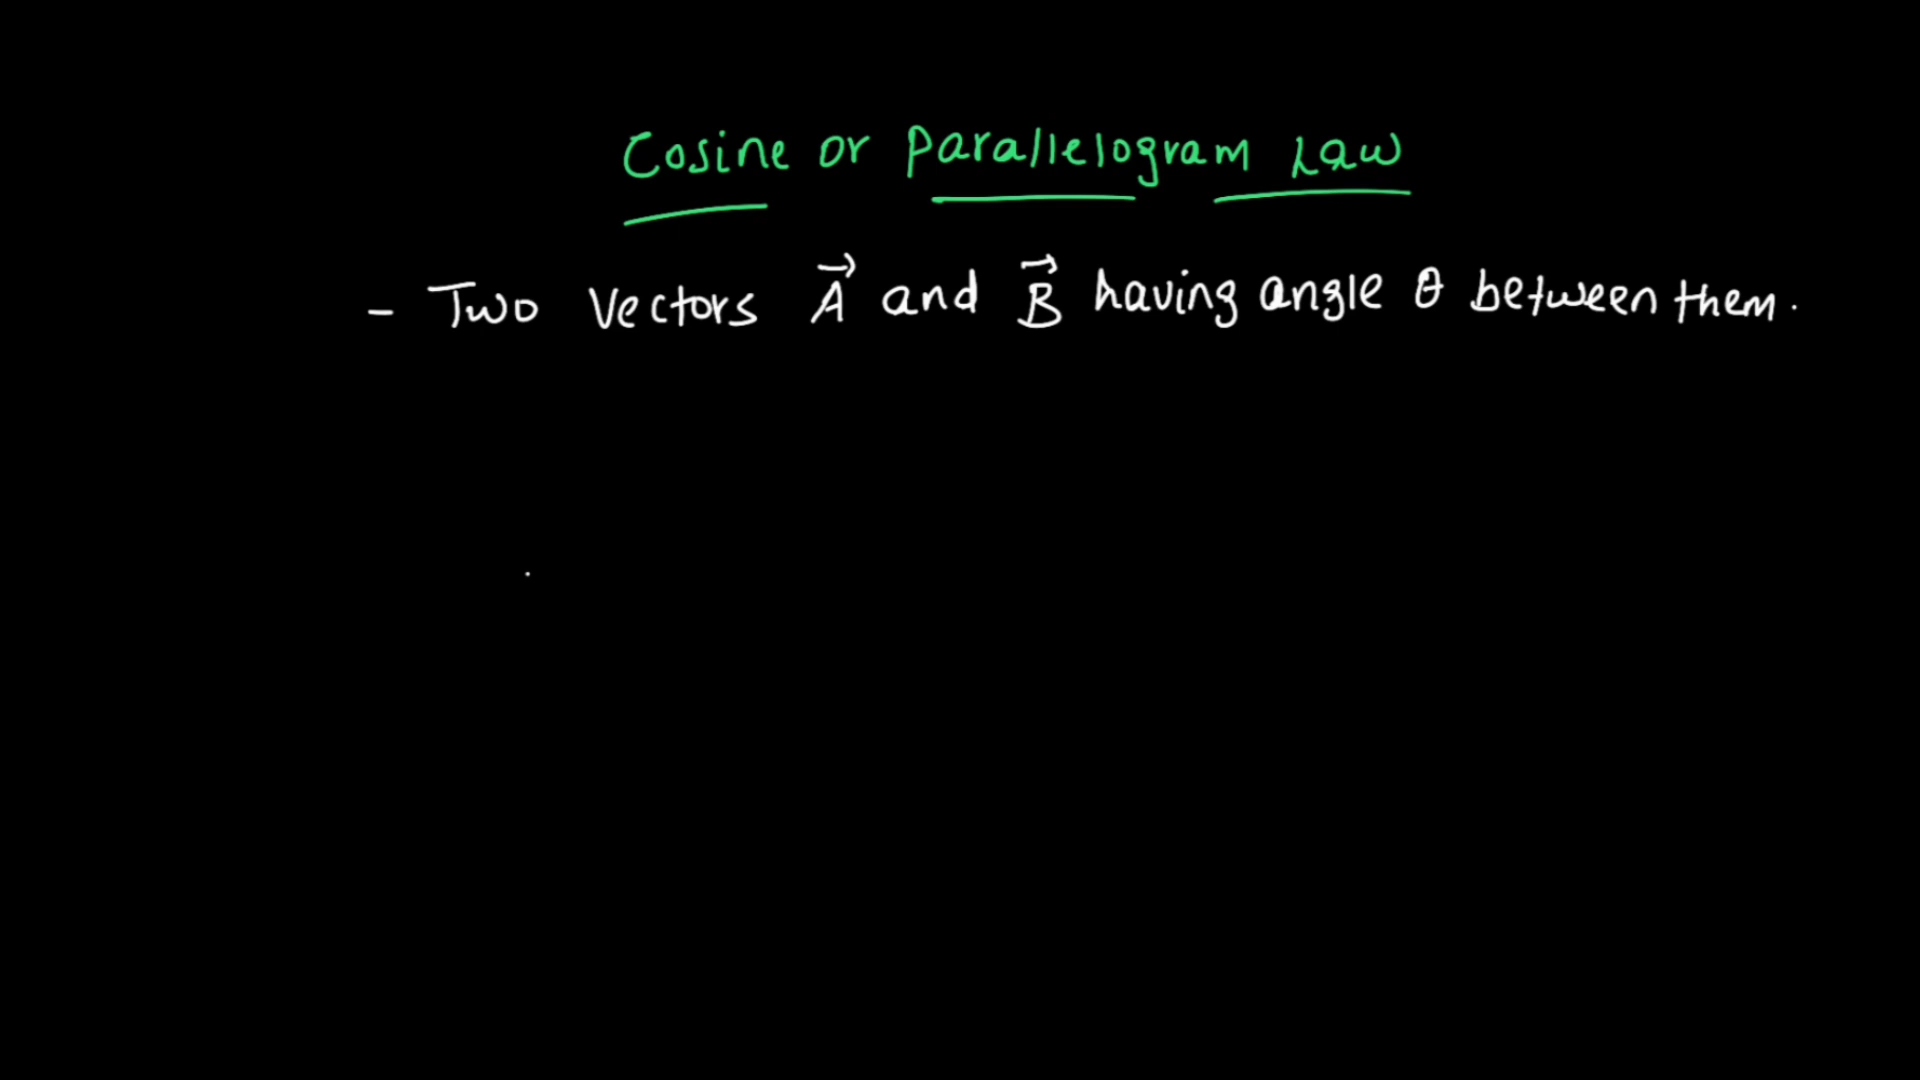 Cosine or Parallelogram Law
- Two Vectors A⃗ and B⃗ having angle θ between them.